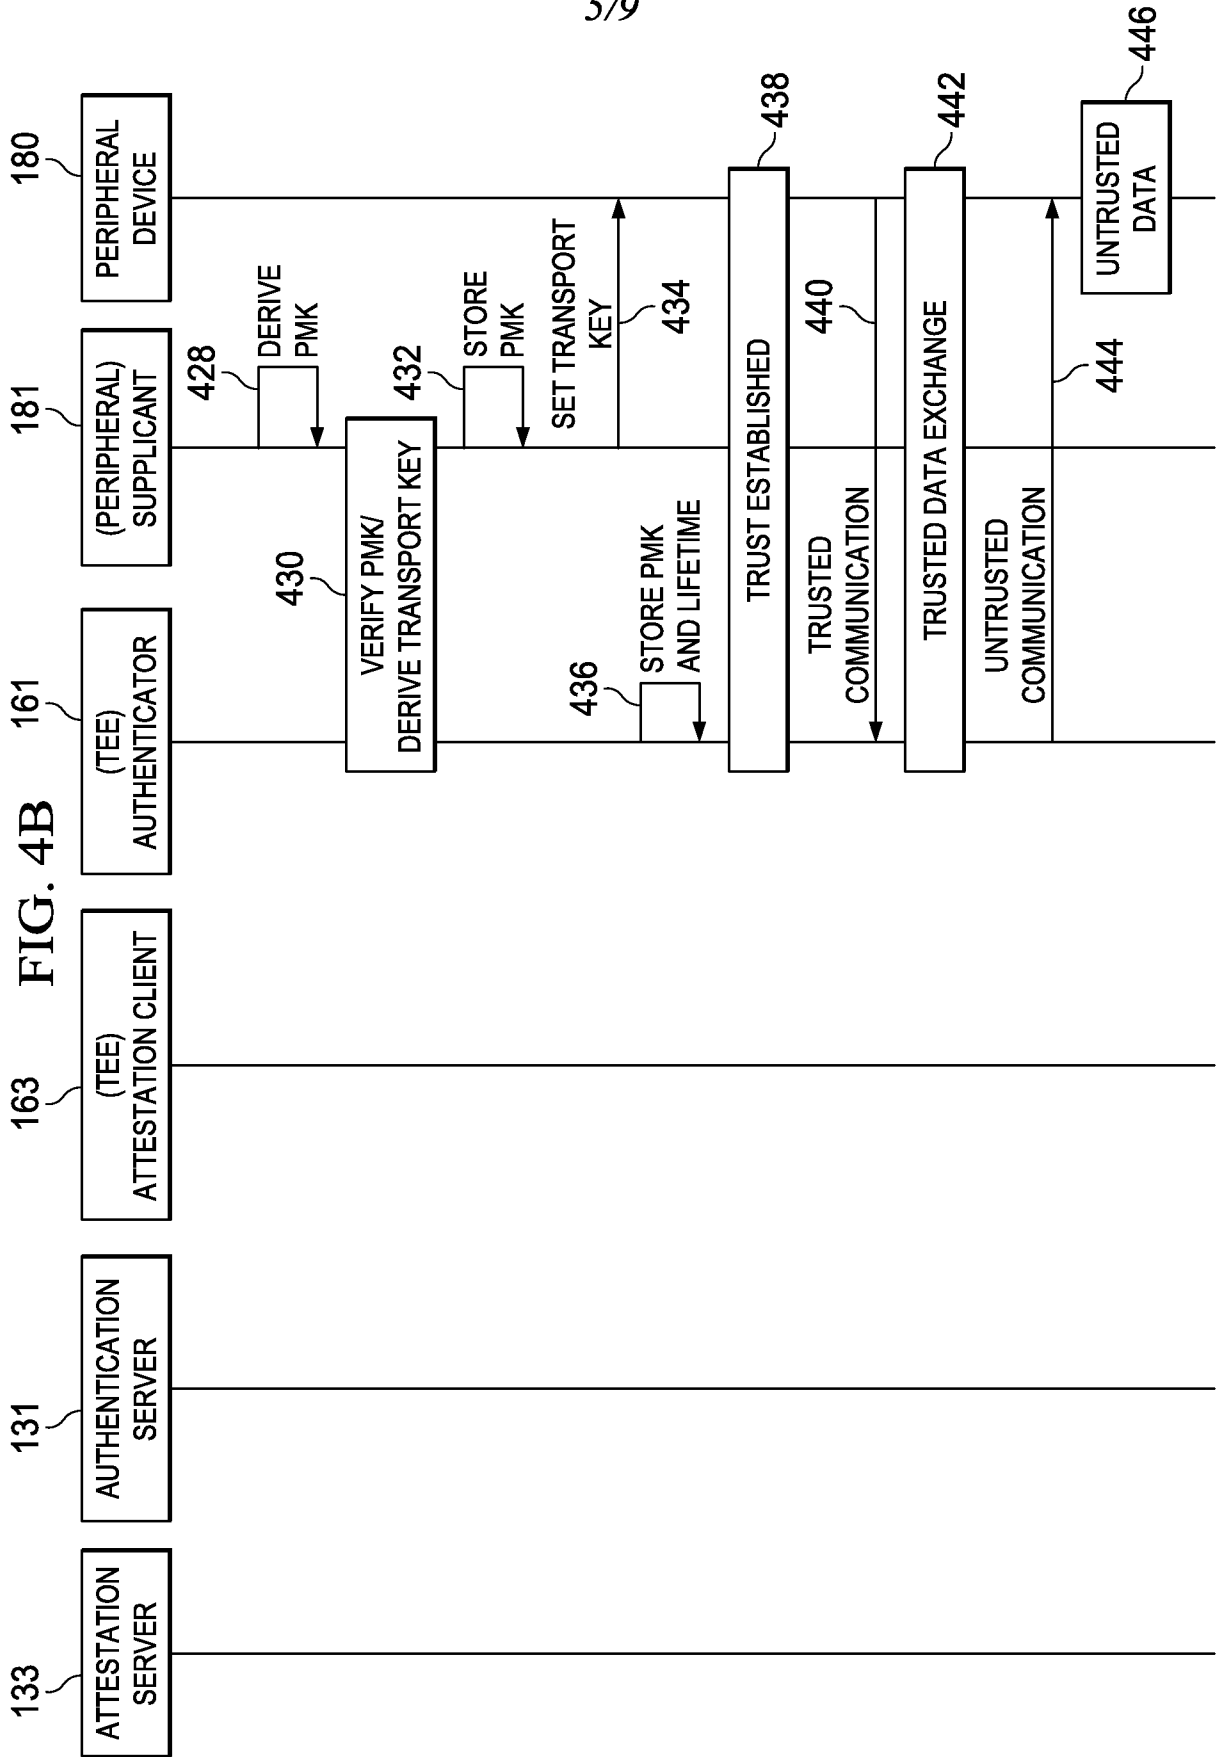 5/9
FIG. 4B
133
ATTESTATION
SERVER
131
AUTHENTICATION
SERVER
163
(TEE)
ATTESTATION CLIENT
161
(TEE)
AUTHENTICATOR
181
(PERIPHERAL)
SUPPLICANT
180
PERIPHERAL
DEVICE
428
DERIVE
PMK
430
VERIFY PMK/
DERIVE TRANSPORT KEY
432
STORE
PMK
SET TRANSPORT
KEY
434
436
STORE PMK
AND LIFETIME
TRUST ESTABLISHED
438
TRUSTED
COMMUNICATION
440
TRUSTED DATA EXCHANGE
442
UNTRUSTED
COMMUNICATION
444
UNTRUSTED
DATA
446